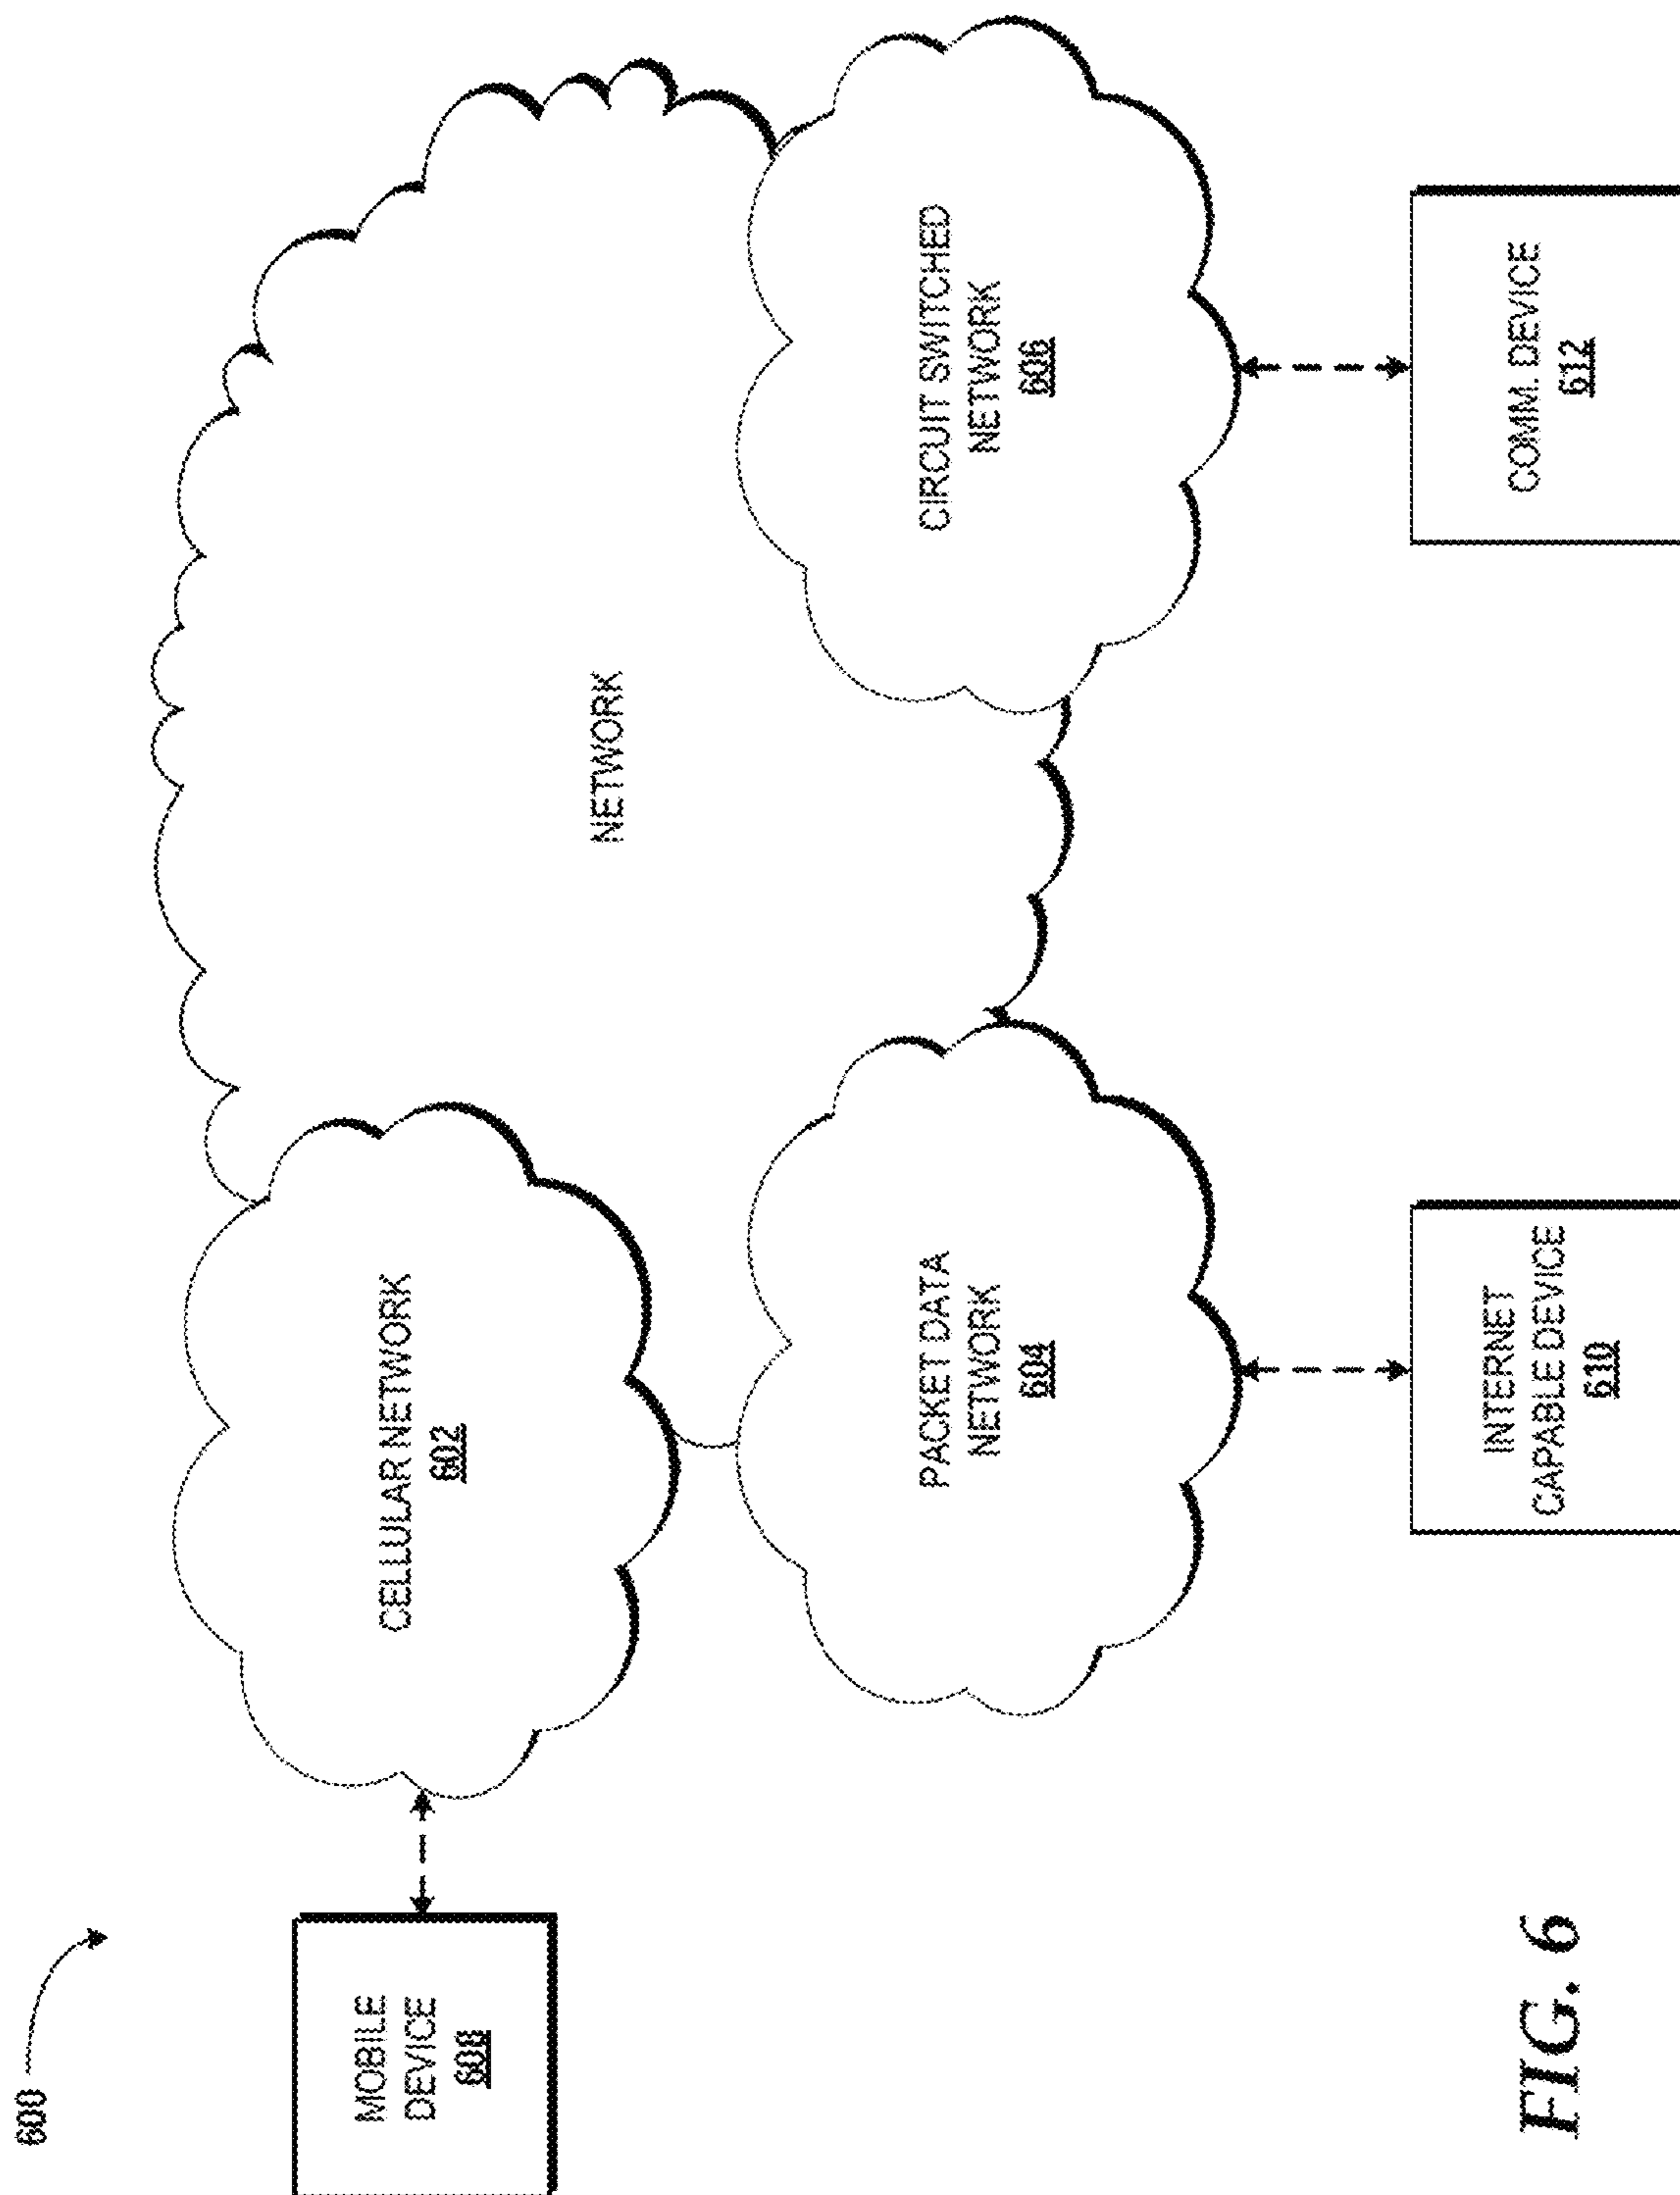 600
MOBILE
DEVICE
608
CELLULAR NETWORK
602
NETWORK
PACKET DATA
NETWORK
604
CIRCUIT SWITCHED
NETWORK
606
INTERNET
CAPABLE DEVICE
610
COMM. DEVICE
612
FIG. 6